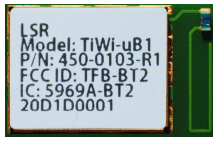 LSR
Model: TiWi-uB1
P/N: 450-0103-R1
FCC ID: TFB-BT2
IC: 5969A-BT2
20D1D0001